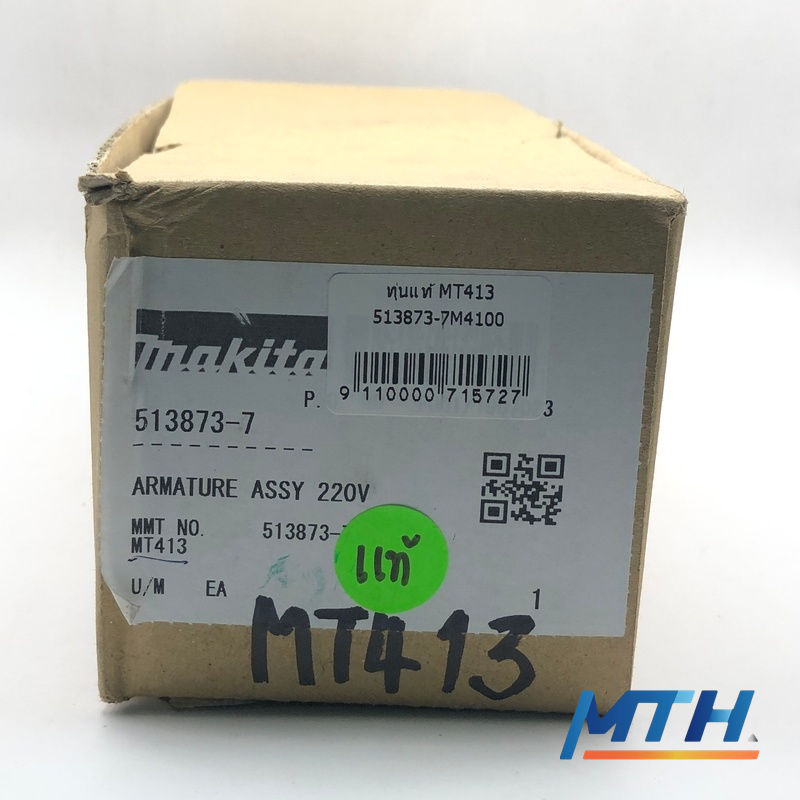 ทุ่นแท้ MT413
513873-7M4100
makita
9 110000 715727
P.
3
513873-7
ARMATURE ASSY 220V
MMT NO. 513873-
MT413
แท้
U/M EA 1
MT413
MTH